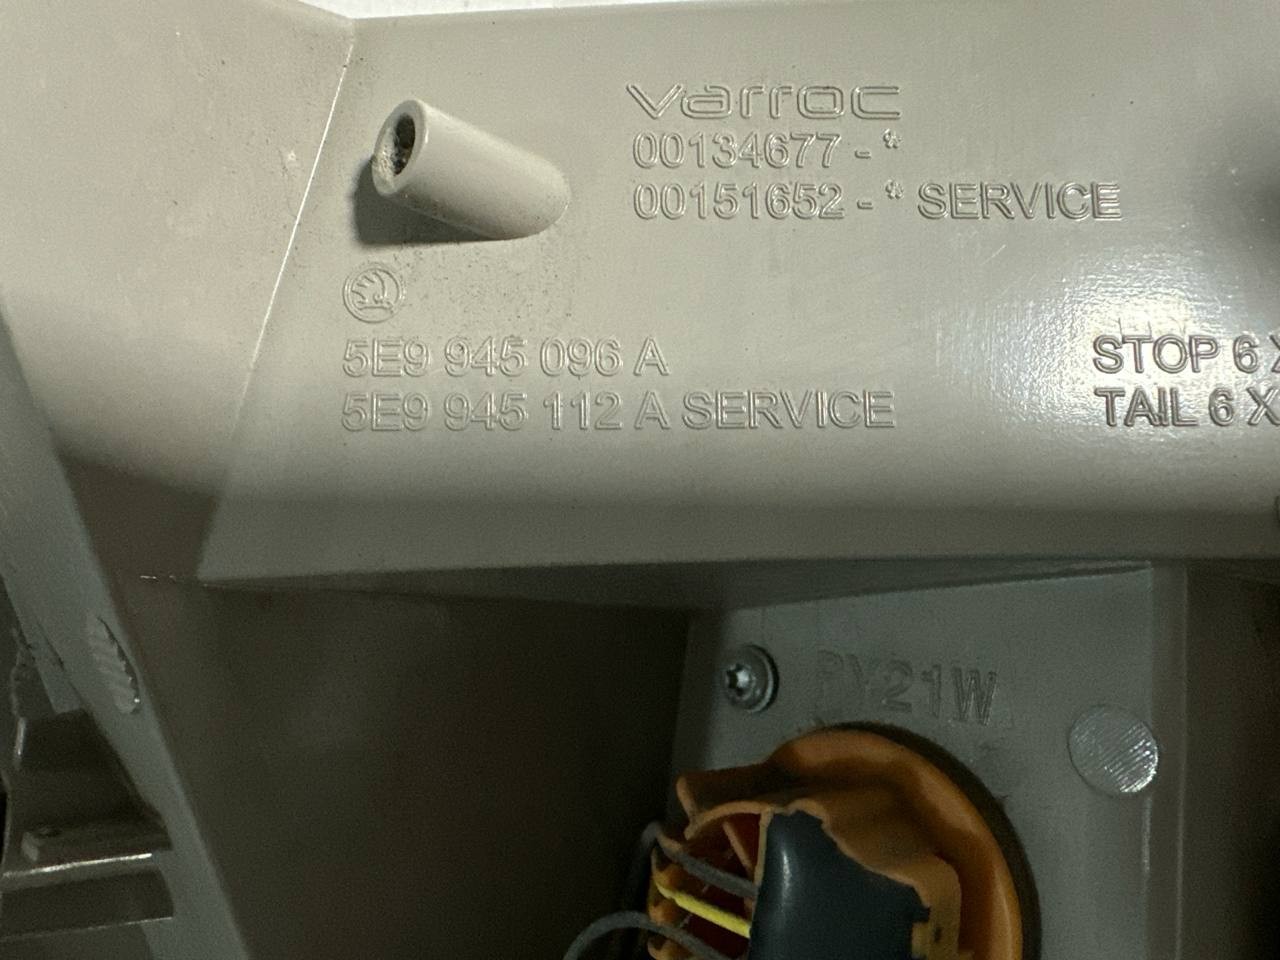 varroc
00134677 - *
00151652 - * SERVICE
5E9 945 096 A
5E9 945 112 A SERVICE
STOP 6 X
TAIL 6 X
PY21W